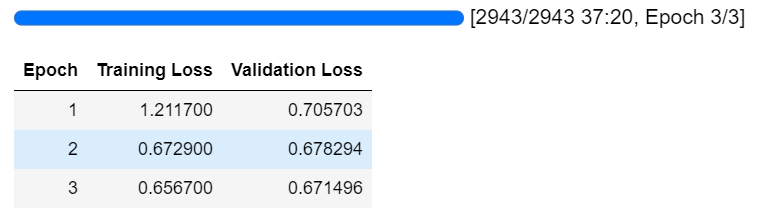 [2943/2943 37:20, Epoch 3/3]
Epoch Training Loss Validation Loss
1 1.211700 0.705703
2 0.672900 0.678294
3 0.656700 0.671496